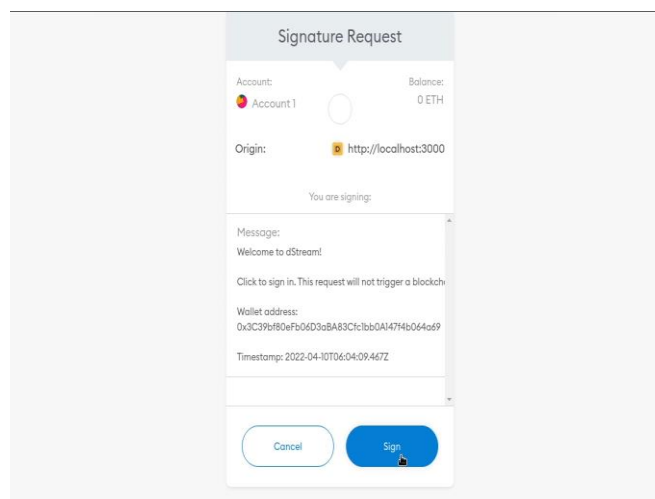 Signature Request
Account:
Balance:
Account 1
0 ETH
Origin:
D http://localhost:3000
You are signing:
Message:
Welcome to dStream!
Click to sign in. This request will not trigger a blockch
Wallet address:
0x3C39bf80eFb06D3aBA83Cfc1bb0A147f4b064a69
Timestamp: 2022-04-10T06:04:09.467Z
Cancel
Sign